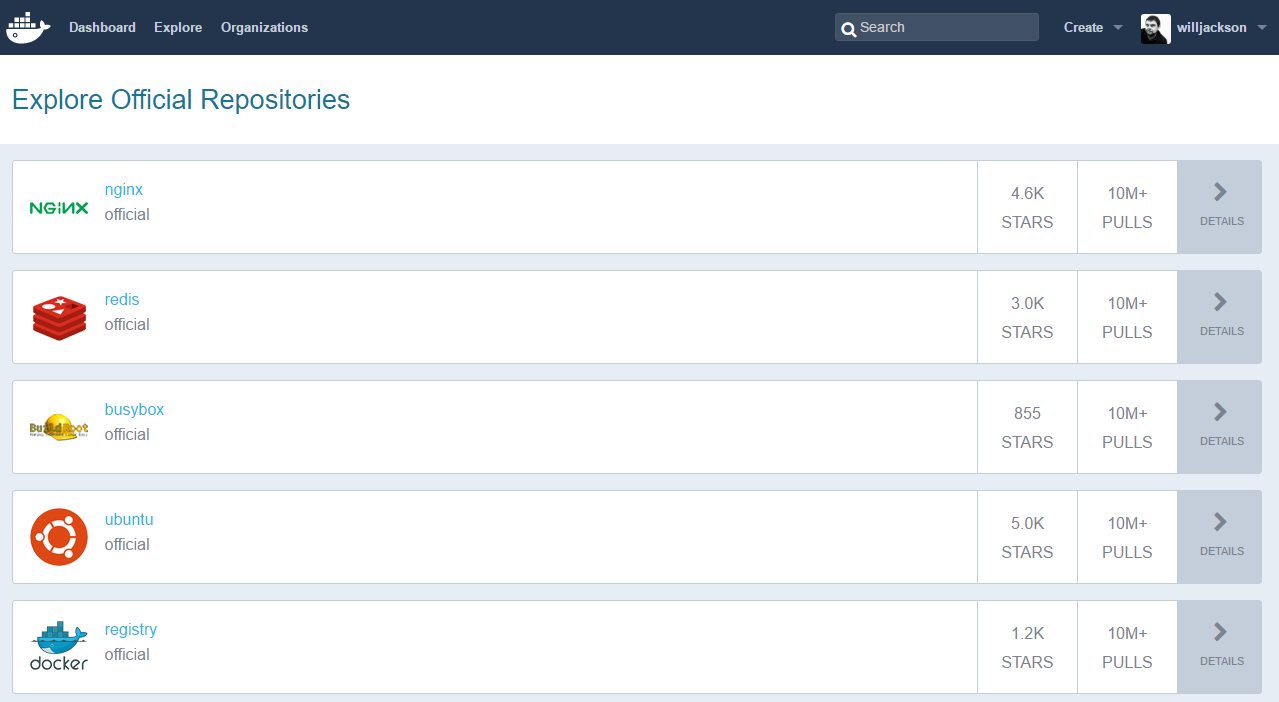 Dashboard Explore Organizations Search Create willjackson
Explore Official Repositories
NGINX nginx
official
4.6K
STARS
10M+
PULLS
DETAILS
redis
official
3.0K
STARS
10M+
PULLS
DETAILS
BuildRoot busybox
official
855
STARS
10M+
PULLS
DETAILS
ubuntu
official
5.0K
STARS
10M+
PULLS
DETAILS
docker registry
official
1.2K
STARS
10M+
PULLS
DETAILS